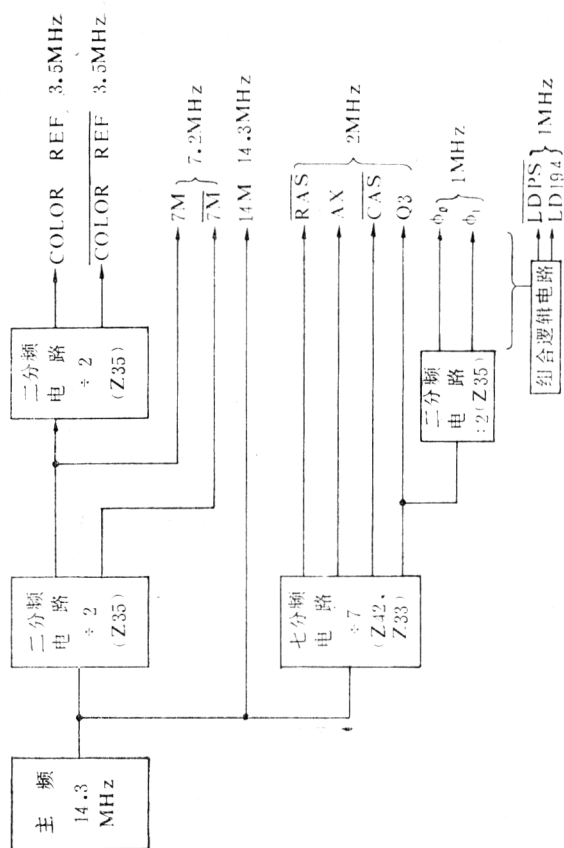 主 频
14.3
MHz
二分频
电 路
÷ 2
(Z35)
二分频
电 路
÷ 2
(Z35)
COLOR REF 3.5MHz
COLOR REF 3.5MHz
7M
7M
7.2MHz
14M 14.3MHz
七分频
电 路
÷7
(Z42、
Z33)
RAS
AX
CAS
Q3
2MHz
二分频
电 路
:2(Z35)
Φ0
Φ1
1MHz
组合逻辑电路
LDPS
LD194
1MHz